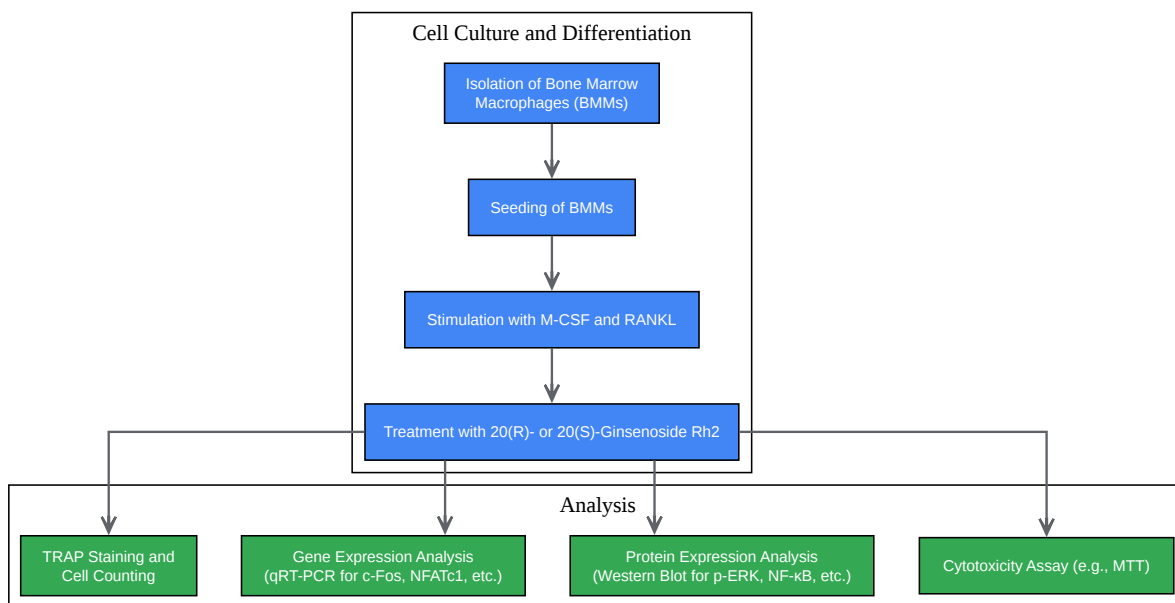 Cell Culture and Differentiation
Isolation of Bone Marrow
Macrophages (BMMs)
Seeding of BMMs
Stimulation with M-CSF and RANKL
Treatment with 20(R)- or 20(S)-Ginsenoside Rh2
Analysis
TRAP Staining and
Cell Counting
Gene Expression Analysis
(qRT-PCR for c-Fos, NFATc1, etc.)
Protein Expression Analysis
(Western Blot for p-ERK, NF-κB, etc.)
Cytotoxicity Assay (e.g., MTT)